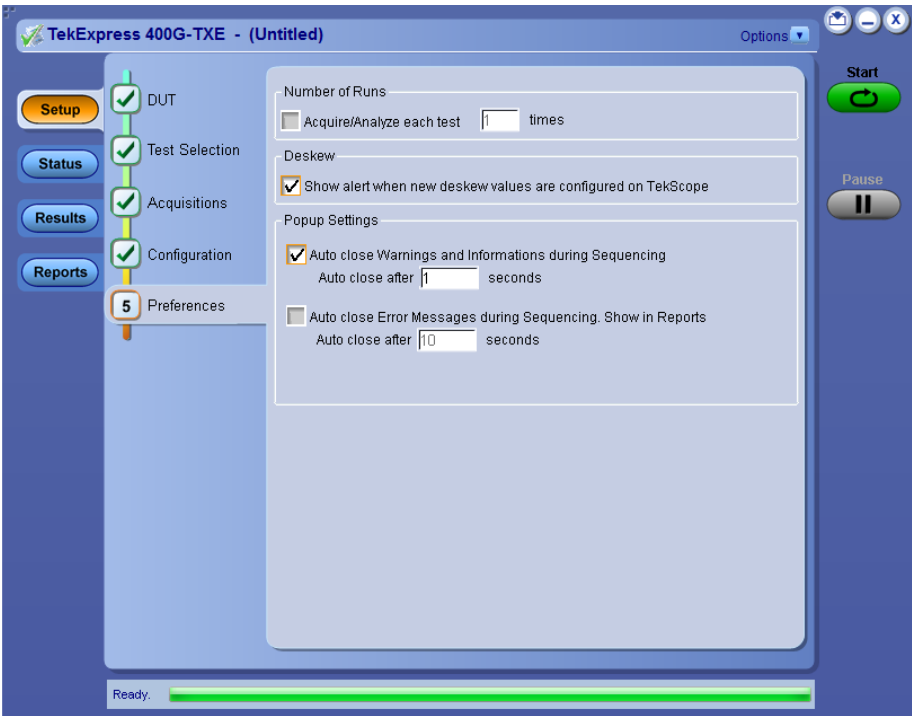 TekExpress 400G-TXE - (Untitled)
Options
X
Start
Pause
Setup
Status
Results
Reports
DUT
Test Selection
Acquisitions
Configuration
5 Preferences
Number of Runs
Acquire/Analyze each test 1 times
Deskew
Show alert when new deskew values are configured on TekScope
Popup Settings
Auto close Warnings and Informations during Sequencing
Auto close after 1 seconds
Auto close Error Messages during Sequencing. Show in Reports
Auto close after 10 seconds
Ready.